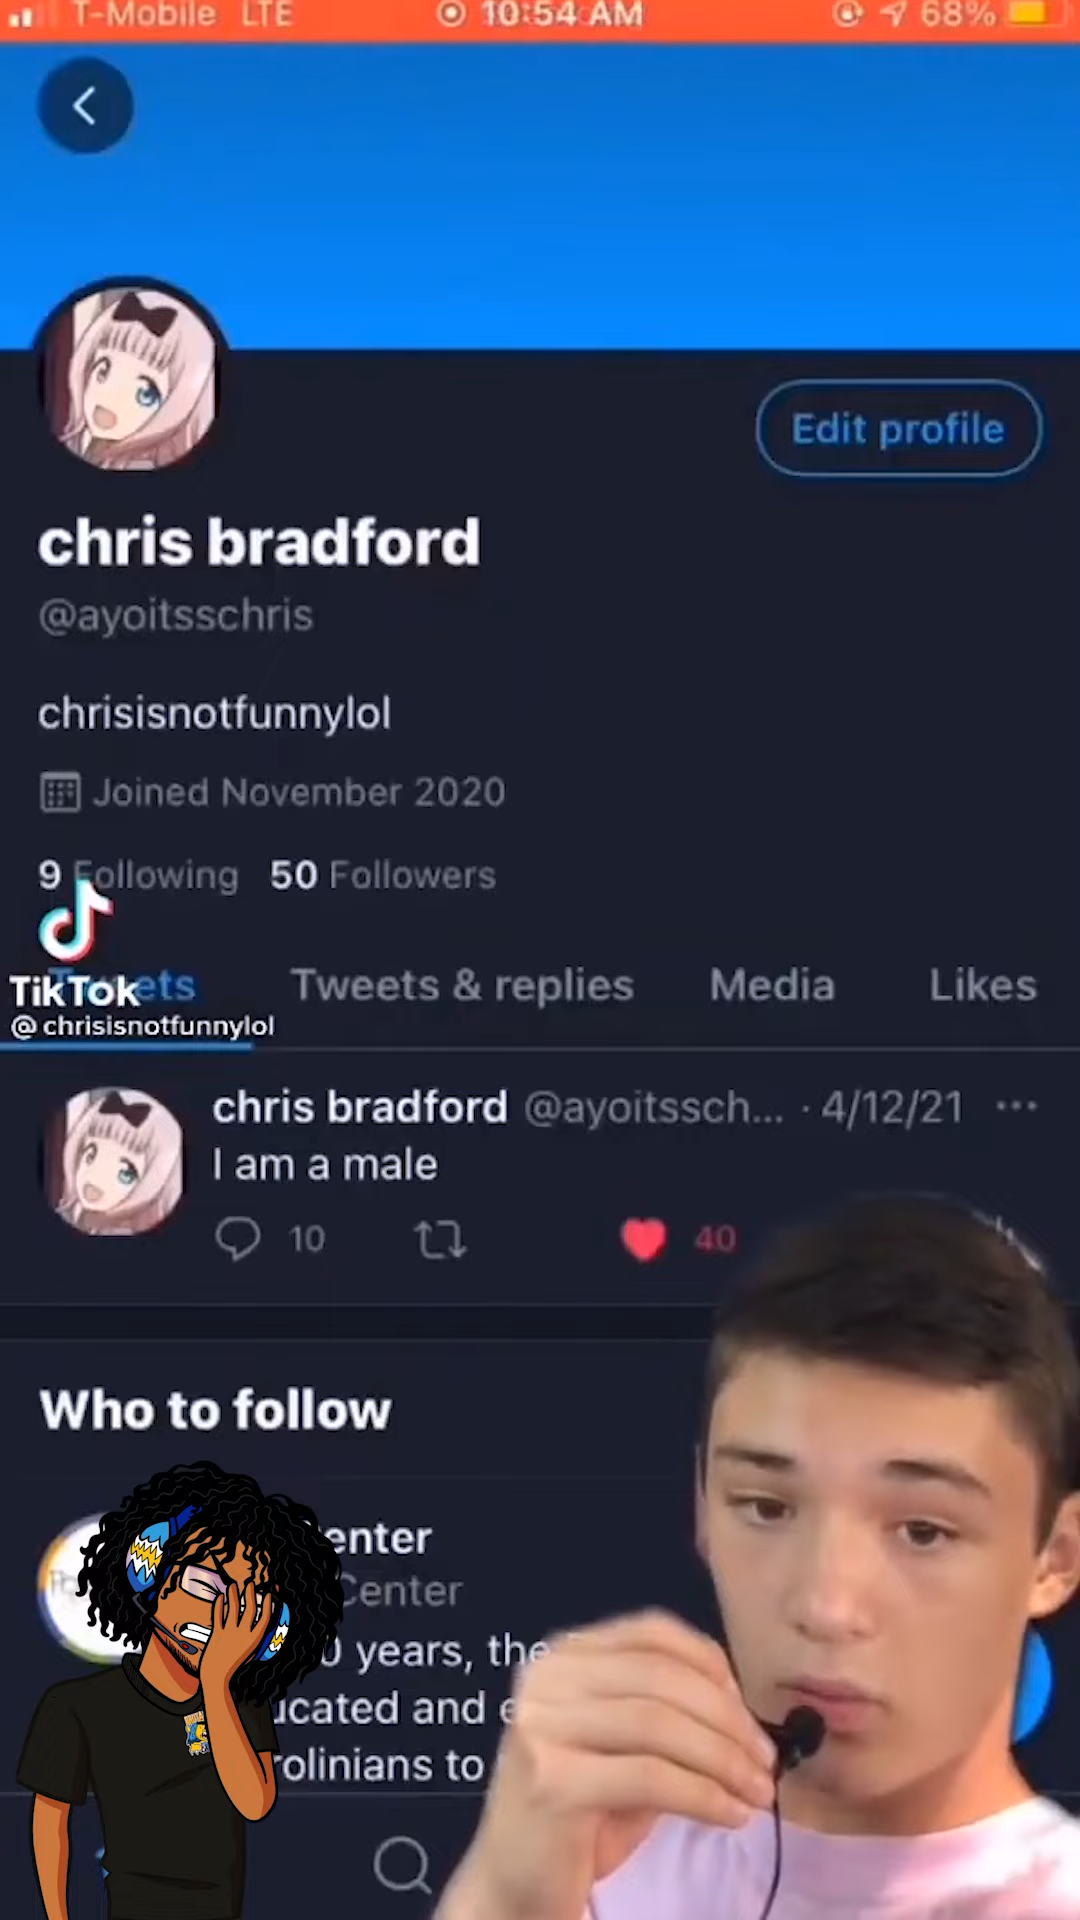 T-Mobile LTE 10:54 AM 68%
Edit profile
chris bradford
@ayoitsschris
chrisisnotfunnylol
Joined November 2020
9 Following 50 Followers
TikTok
Tweets & replies Media Likes
@chrisisnotfunnylol
chris bradford @ayoitssch... · 4/12/21 ...
I am a male
10 40
Who to follow
enter
Center
0 years, the
ucated and e
rolinians to